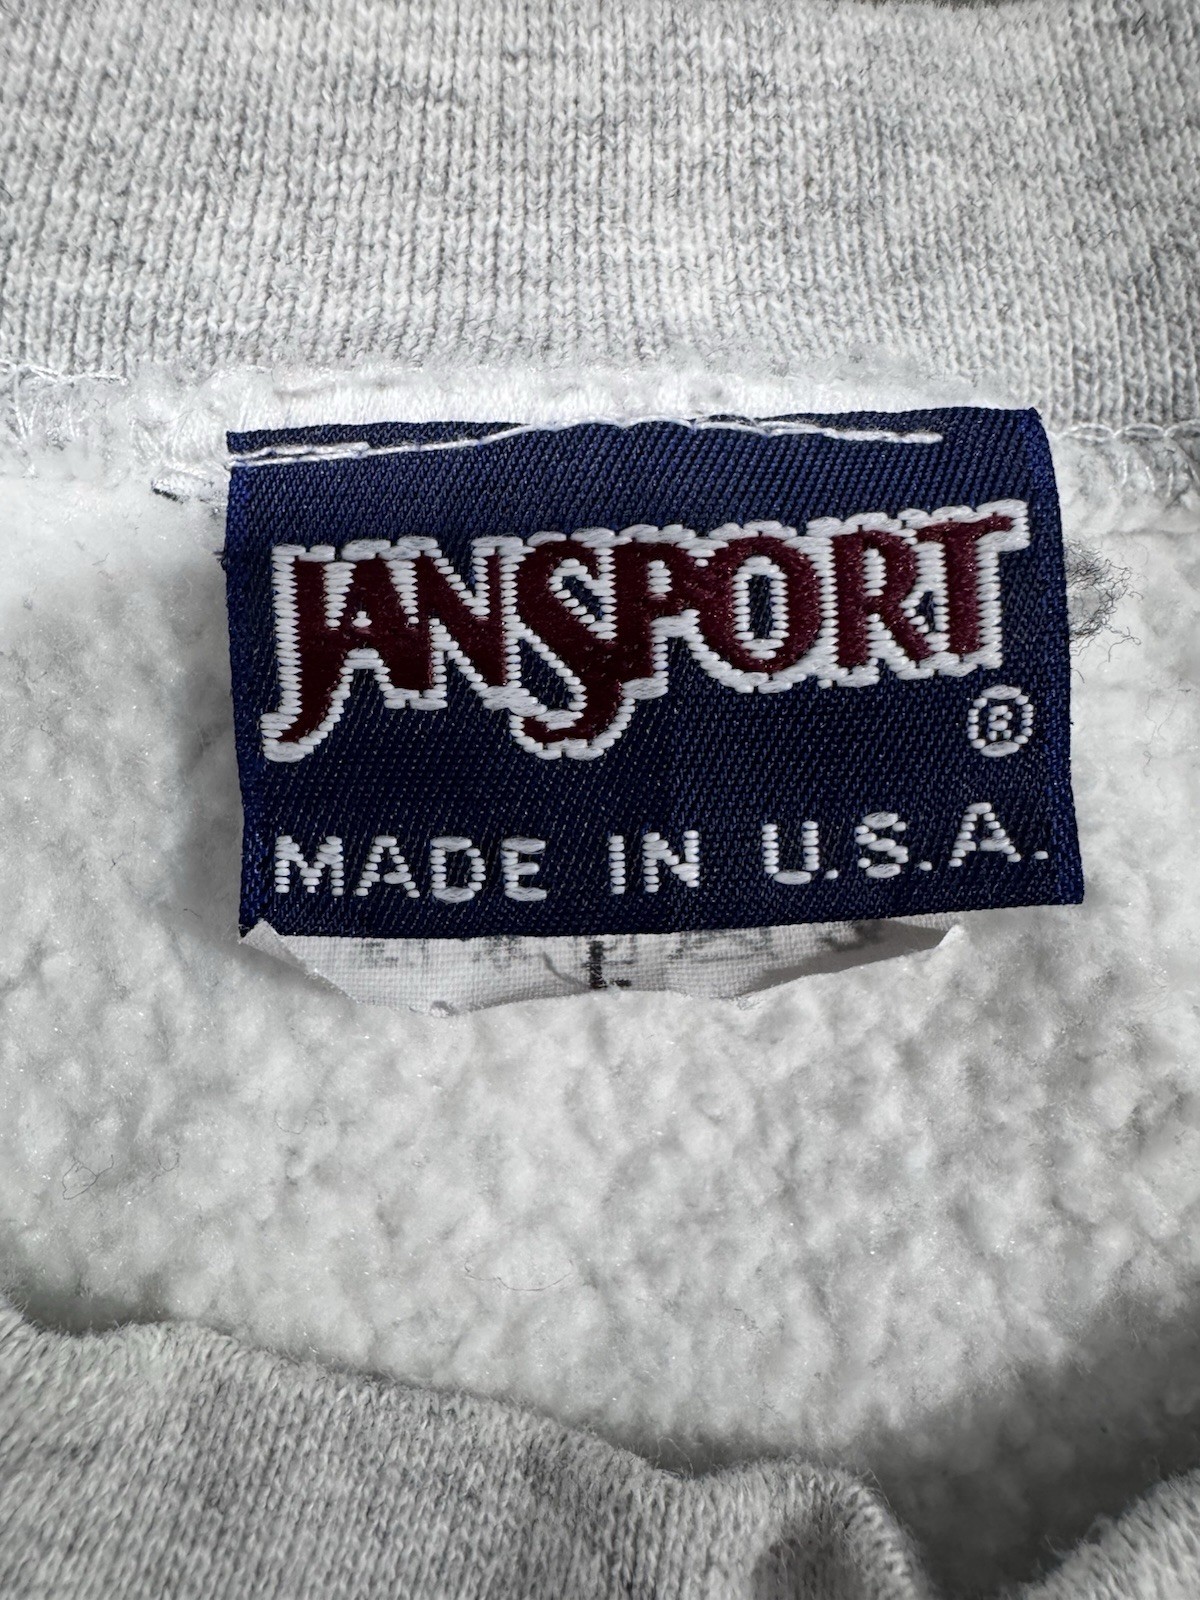 JANSPORT
®
MADE IN U.S.A.
L